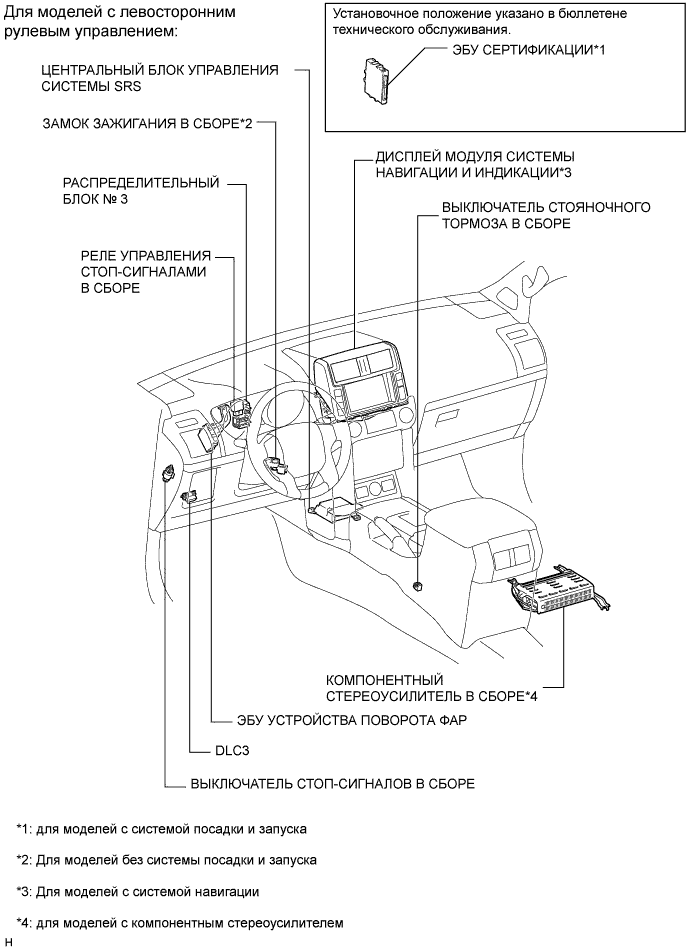 Для моделей с левосторонним
рулевым управлением:
Установочное положение указано в бюллетене
технического обслуживания.
ЭБУ СЕРТИФИКАЦИИ*1
ЦЕНТРАЛЬНЫЙ БЛОК УПРАВЛЕНИЯ
СИСТЕМЫ SRS
ЗАМОК ЗАЖИГАНИЯ В СБОРЕ*2
ДИСПЛЕЙ МОДУЛЯ СИСТЕМЫ
НАВИГАЦИИ И ИНДИКАЦИИ*3
РАСПРЕДЕЛИТЕЛЬНЫЙ
БЛОК № 3
ВЫКЛЮЧАТЕЛЬ СТОЯНОЧНОГО
ТОРМОЗА В СБОРЕ
РЕЛЕ УПРАВЛЕНИЯ
СТОП-СИГНАЛАМИ
В СБОРЕ
КОМПОНЕНТНЫЙ
СТЕРЕОУСИЛИТЕЛЬ В СБОРЕ*4
ЭБУ УСТРОЙСТВА ПОВОРОТА ФАР
DLC3
ВЫКЛЮЧАТЕЛЬ СТОП-СИГНАЛОВ В СБОРЕ
*1: для моделей с системой посадки и запуска
*2: Для моделей без системы посадки и запуска
*3: Для моделей с системой навигации
*4: для моделей с компонентным стереоусилителем
H